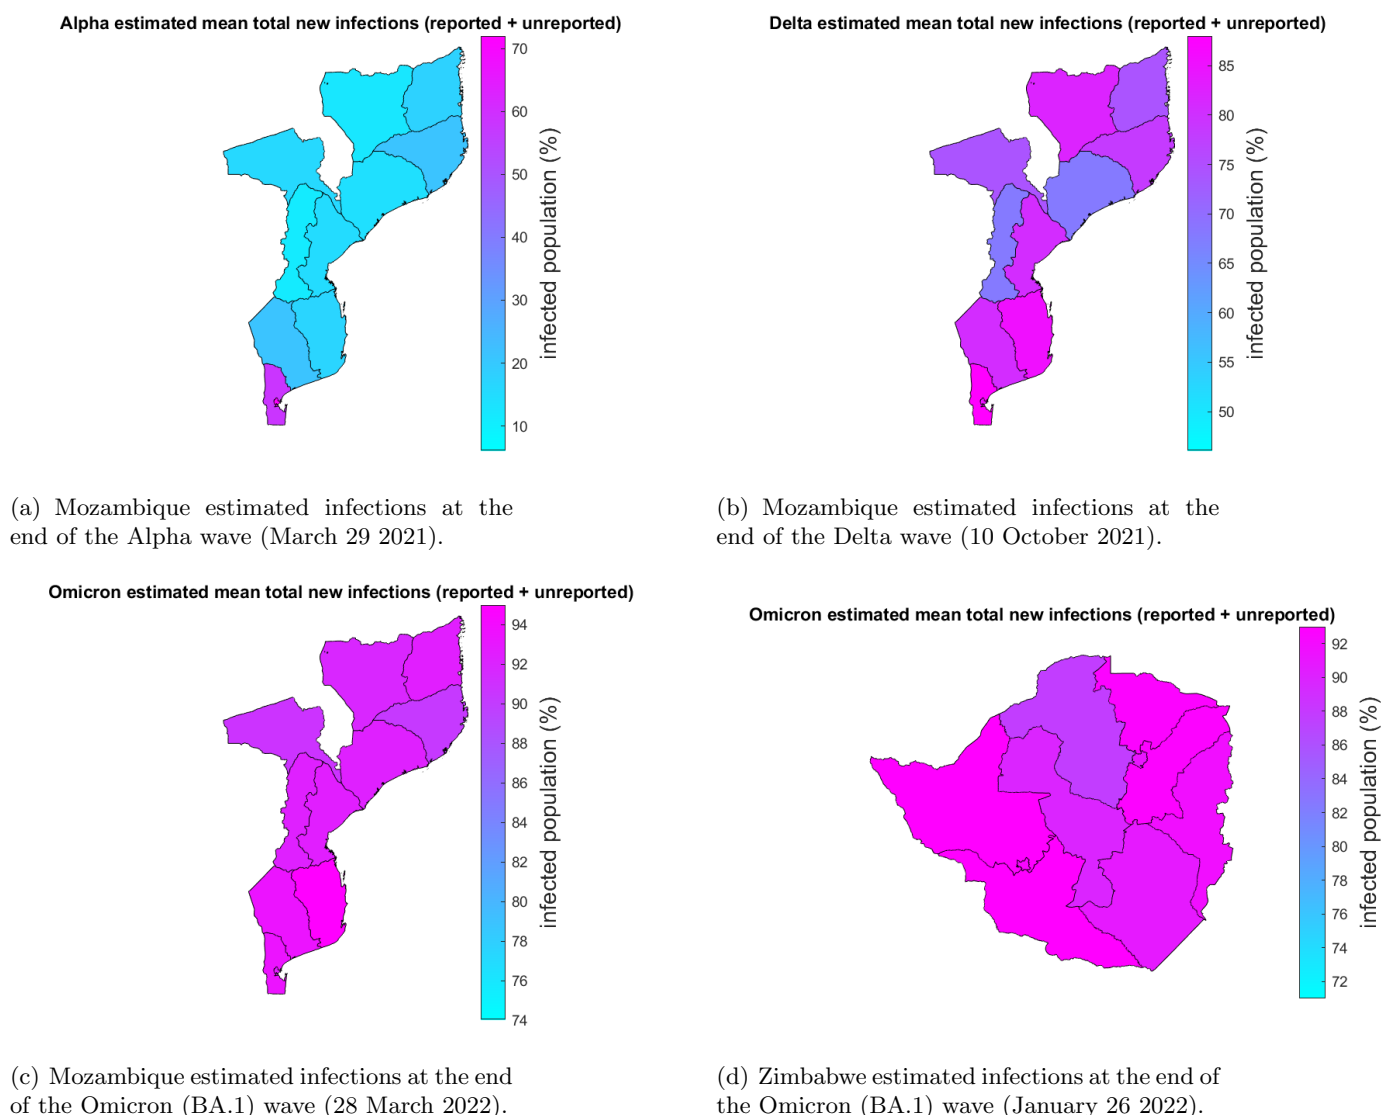 Alpha estimated mean total new infections (reported + unreported)
70
60
50
40
30
20
10
infected population (%)
(a) Mozambique estimated infections at the
end of the Alpha wave (March 29 2021).
Delta estimated mean total new infections (reported + unreported)
85
80
75
70
65
60
55
50
infected population (%)
(b) Mozambique estimated infections at the
end of the Delta wave (10 October 2021).
Omicron estimated mean total new infections (reported + unreported)
94
92
90
88
86
84
82
80
78
76
74
infected population (%)
(c) Mozambique estimated infections at the end
of the Omicron (BA.1) wave (28 March 2022).
Omicron estimated mean total new infections (reported + unreported)
92
90
88
86
84
82
80
78
76
74
72
infected population (%)
(d) Zimbabwe estimated infections at the end of
the Omicron (BA.1) wave (January 26 2022).